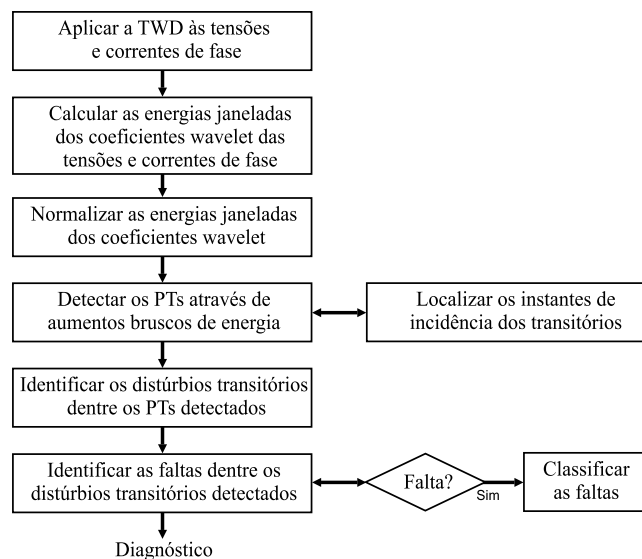 Aplicar a TWD às tensões
e correntes de fase
Calcular as energias janeladas
dos coeficientes wavelet das
tensões e correntes de fase
Normalizar as energias janeladas
dos coeficientes wavelet
Detectar os PTs através de
aumentos bruscos de energia
Localizar os instantes de
incidência dos transitórios
Identificar os distúrbios transitórios
dentre os PTs detectados
Identificar as faltas dentre os
distúrbios transitórios detectados
Falta?
Sim
Classificar
as faltas
Diagnóstico